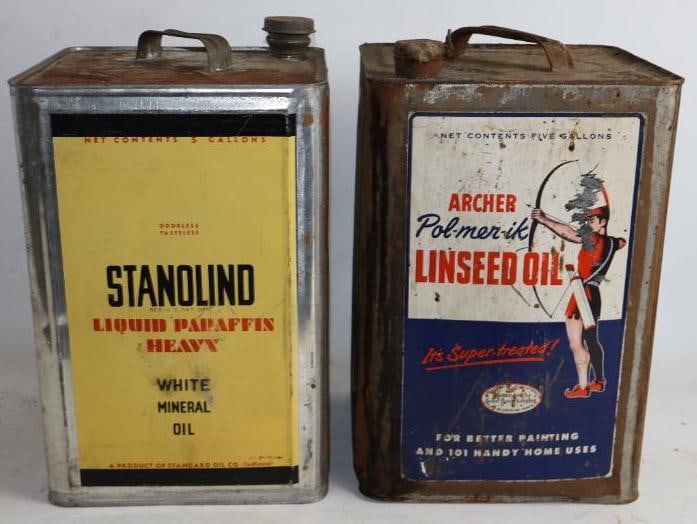 NET CONTENTS 5 GALLONS
ODORLESS
TASTELESS
STANOLIND
LIQUID PARAFFIN
HEAVY
WHITE
MINERAL
OIL
A PRODUCT OF STANDARD OIL CO. (Indiana)
NET CONTENTS FIVE GALLONS
ARCHER
Pol-mer-ik
LINSEED OIL
It's Super-treated!
FOR BETTER PAINTING
AND 101 HANDY HOME USES